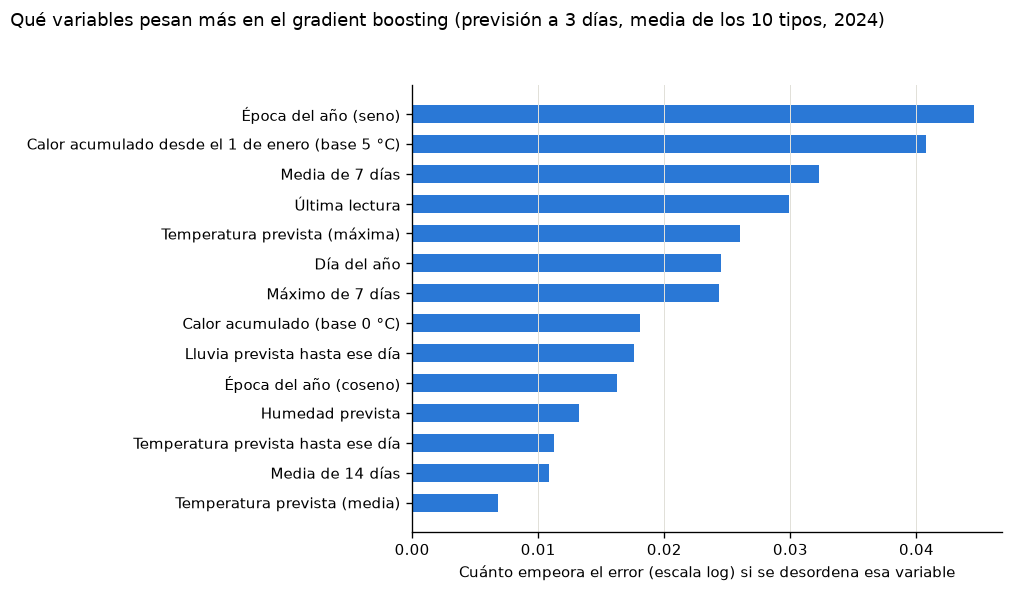 Qué variables pesan más en el gradient boosting (previsión a 3 días, media de los 10 tipos, 2024)
Época del año (seno)
Calor acumulado desde el 1 de enero (base 5 °C)
Media de 7 días
Última lectura
Temperatura prevista (máxima)
Día del año
Máximo de 7 días
Calor acumulado (base 0 °C)
Lluvia prevista hasta ese día
Época del año (coseno)
Humedad prevista
Temperatura prevista hasta ese día
Media de 14 días
Temperatura prevista (media)
0.00 0.01 0.02 0.03 0.04
Cuánto empeora el error (escala log) si se desordena esa variable